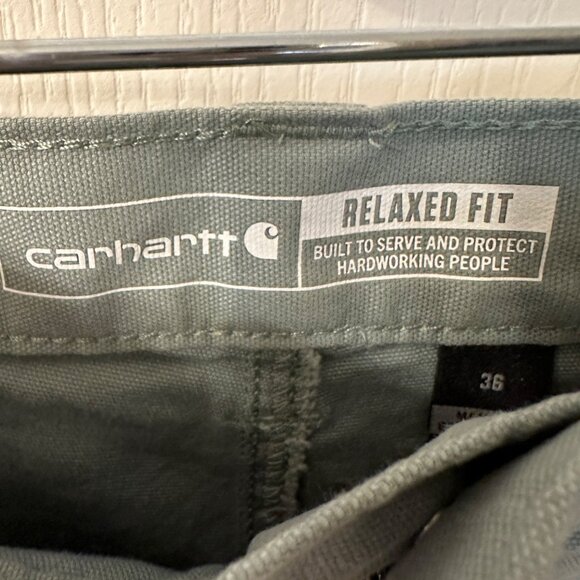 carhartt
RELAXED FIT
BUILT TO SERVE AND PROTECT
HARDWORKING PEOPLE
36